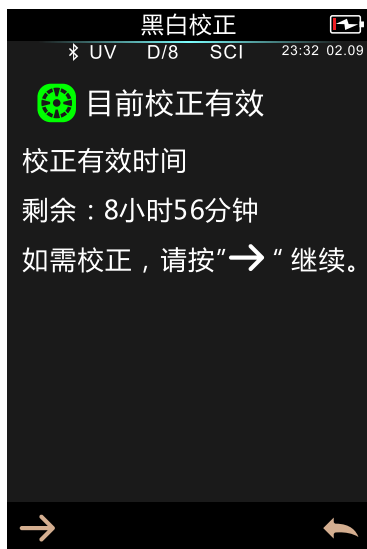 黑白校正
UV D/8 SCI 23:32 02.09
目前校正有效
校正有效时间
剩余：8小时56分钟
如需校正，请按”→“ 继续。